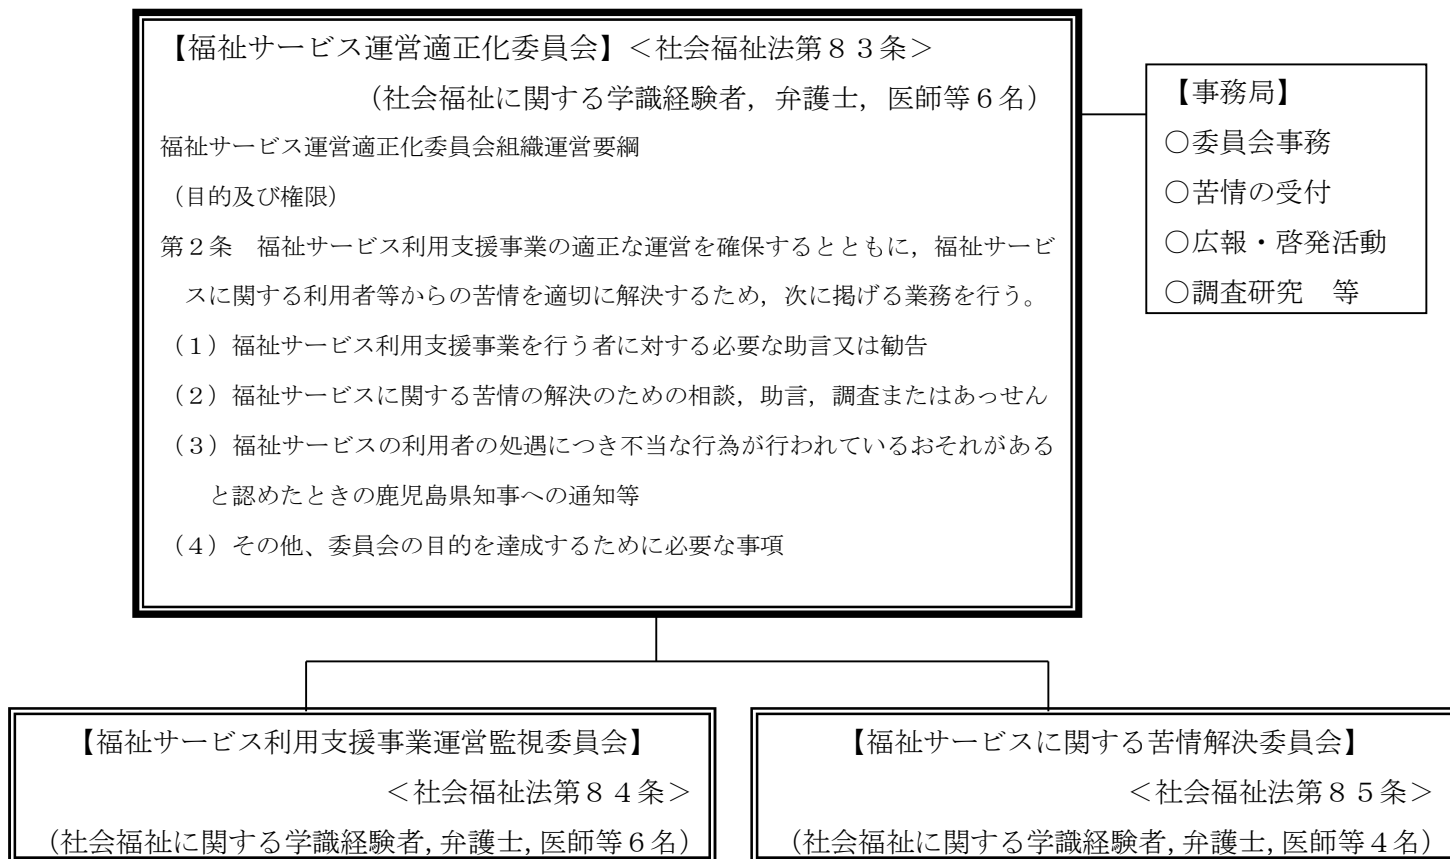 【福祉サービス運営適正化委員会】＜社会福祉法第８３条＞
（社会福祉に関する学識経験者，弁護士，医師等６名）
福祉サービス運営適正化委員会組織運営要綱
（目的及び権限）
第２条　福祉サービス利用支援事業の適正な運営を確保するとともに，福祉サービ
スに関する利用者等からの苦情を適切に解決するため，次に掲げる業務を行う。
（１）福祉サービス利用支援事業を行う者に対する必要な助言又は勧告
（２）福祉サービスに関する苦情の解決のための相談，助言，調査またはあっせん
（３）福祉サービスの利用者の処遇につき不当な行為が行われているおそれがある
と認めたときの鹿児島県知事への通知等
（４）その他、委員会の目的を達成するために必要な事項
【事務局】
○委員会事務
○苦情の受付
○広報・啓発活動
○調査研究　等
【福祉サービス利用支援事業運営監視委員会】
＜社会福祉法第８４条＞
（社会福祉に関する学識経験者，弁護士，医師等６名）
【福祉サービスに関する苦情解決委員会】
＜社会福祉法第８５条＞
（社会福祉に関する学識経験者，弁護士，医師等４名）